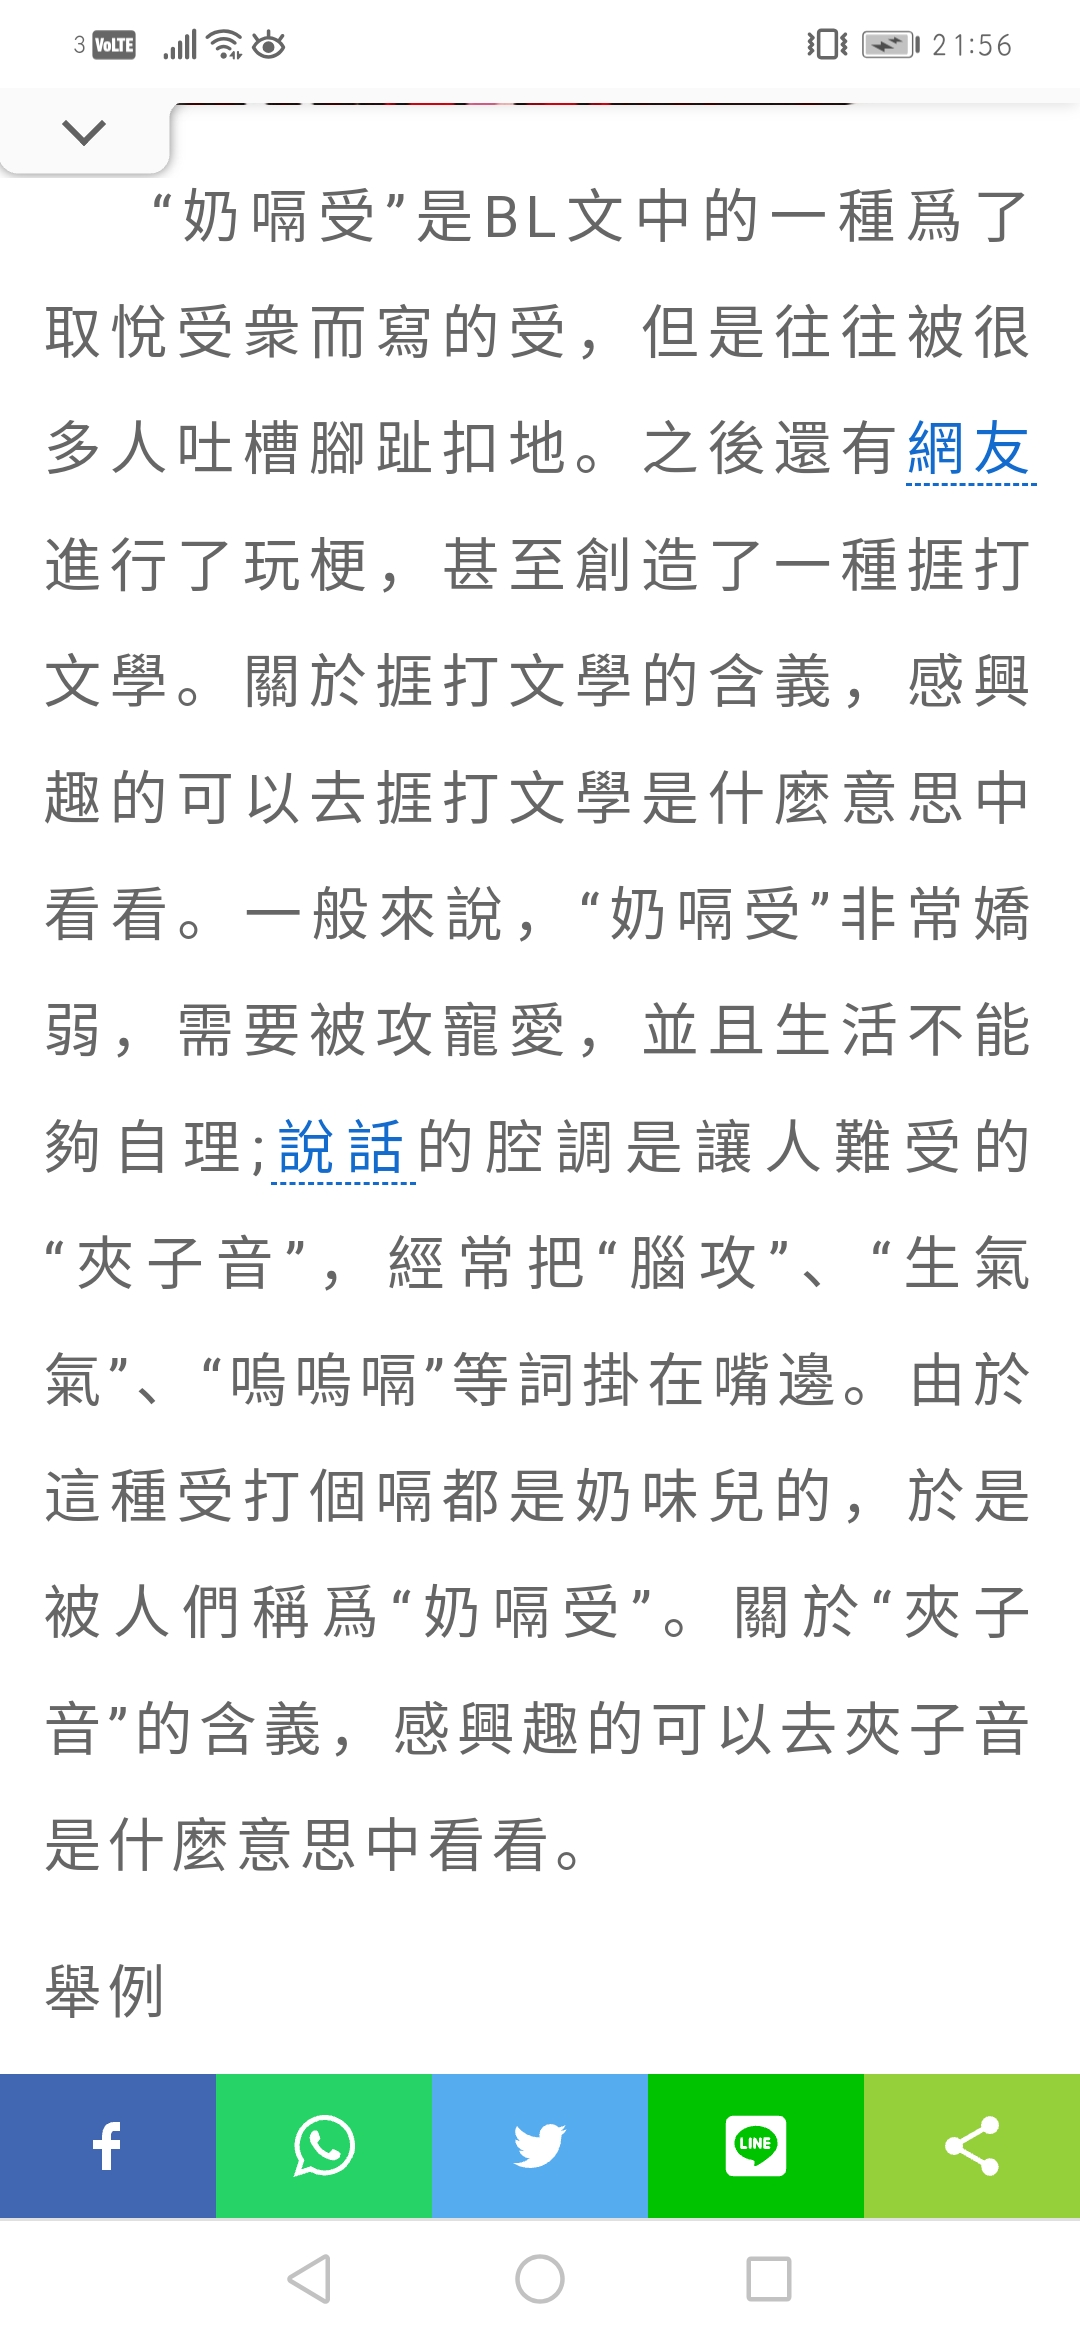 3 VoLTE 21:56
“奶嗝受”是BL文中的一種爲了
取悅受衆而寫的受，但是往往被很
多人吐槽腳趾扣地。之後還有網友
進行了玩梗，甚至創造了一種捱打
文學。關於捱打文學的含義，感興
趣的可以去捱打文學是什麼意思中
看看。一般來說，“奶嗝受”非常嬌
弱，需要被攻寵愛，並且生活不能
夠自理;說話的腔調是讓人難受的
“夾子音”，經常把“腦攻”、“生氣
氣”、“嗚嗚嗝”等詞掛在嘴邊。由於
這種受打個嗝都是奶味兒的，於是
被人們稱爲“奶嗝受”。關於“夾子
音”的含義，感興趣的可以去夾子音
是什麼意思中看看。
舉例
LINE